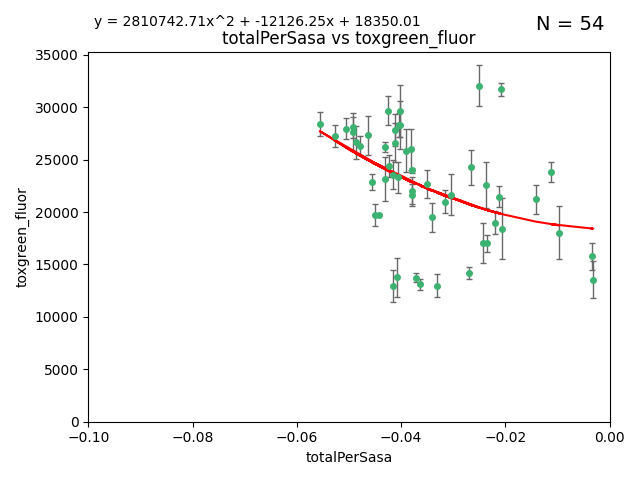 y = 2810742.71x^2 + -12126.25x + 18350.01
N = 54
totalPerSasa vs toxgreen_fluor
35000
30000
25000
20000
15000
10000
5000
0
toxgreen_fluor
−0.10 −0.08 −0.06 −0.04 −0.02 0.00
totalPerSasa